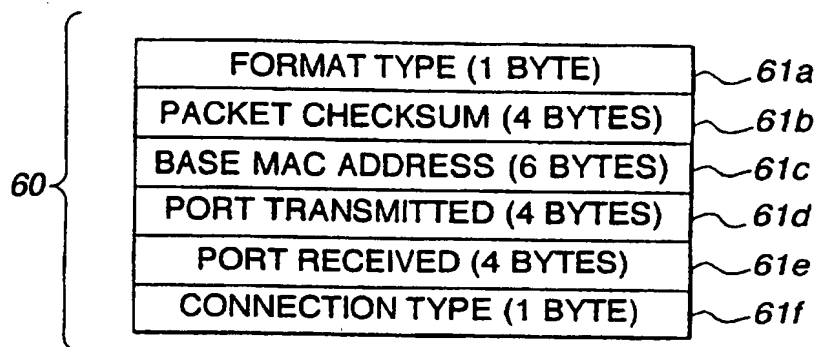 FORMAT TYPE (1 BYTE) 61a
PACKET CHECKSUM (4 BYTES) 61b
BASE MAC ADDRESS (6 BYTES) 61c
60 PORT TRANSMITTED (4 BYTES) 61d
PORT RECEIVED (4 BYTES) 61e
CONNECTION TYPE (1 BYTE) 61f